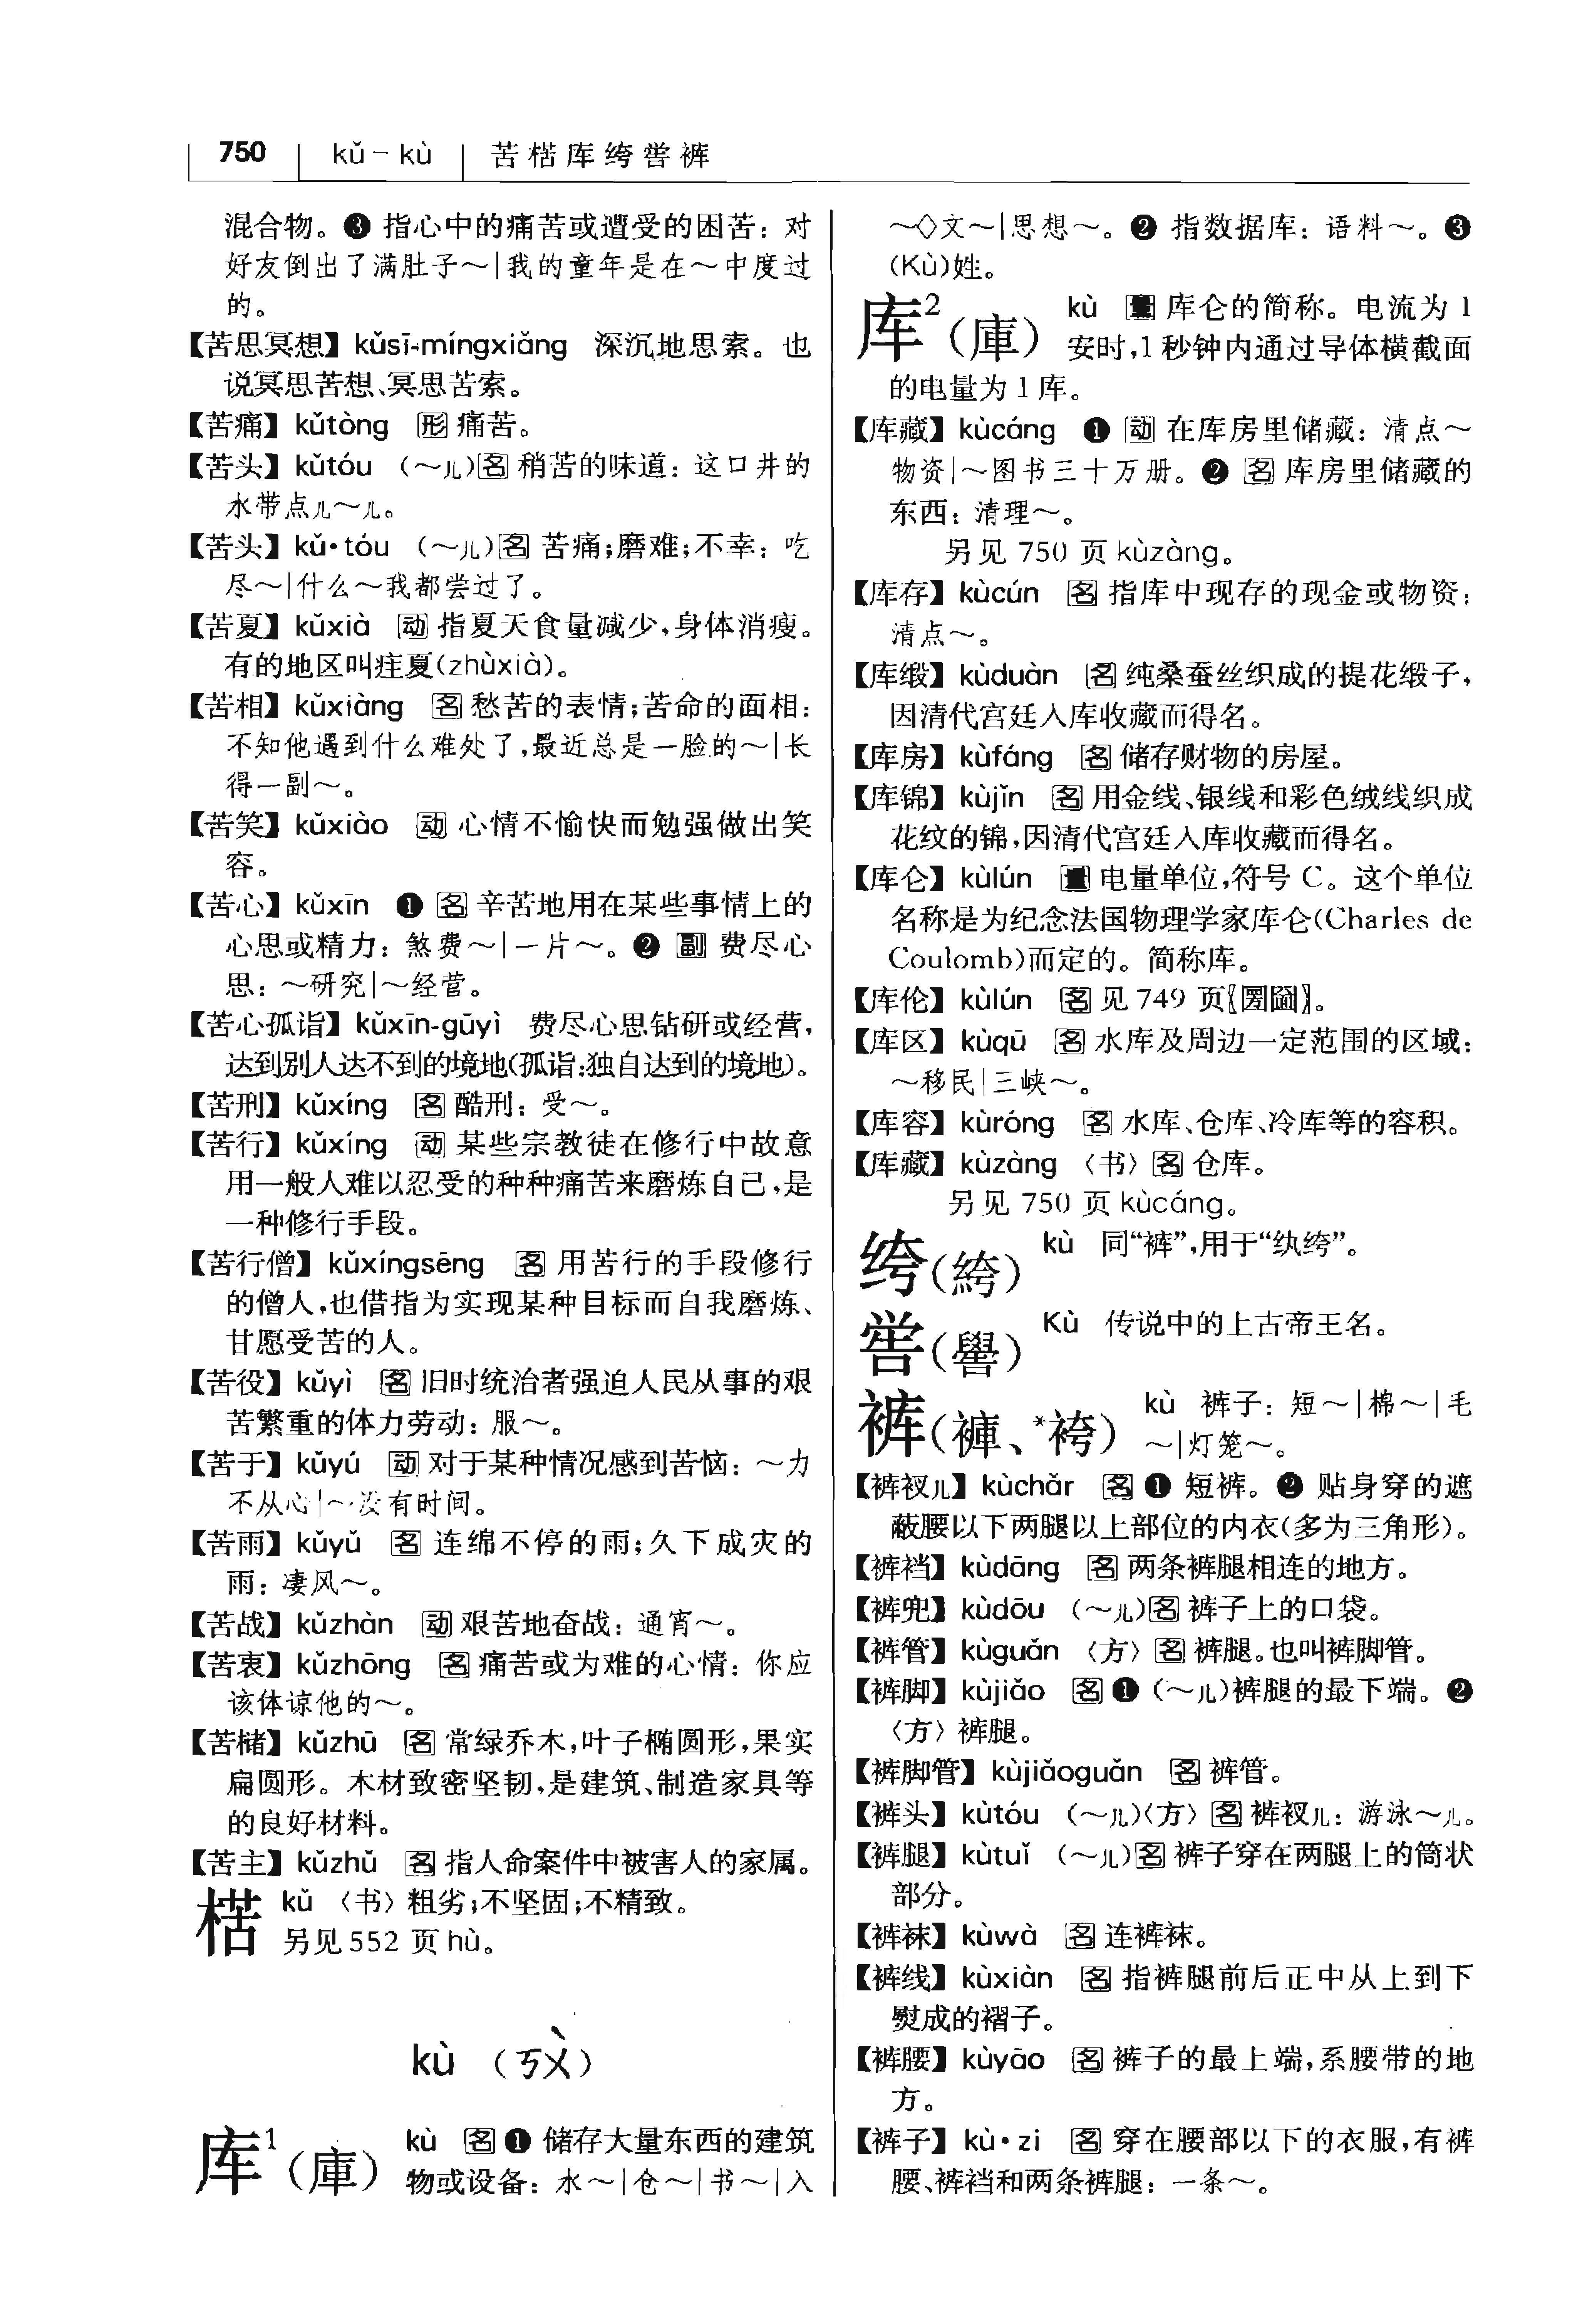 750 kǔ – kù 苦楛库绔喾裤
混合物。❸ 指心中的痛苦或遭受的困苦：对
好友倒出了满肚子～|我的童年是在～中度过
的。
【苦思冥想】kǔsī-míngxiǎng 深沉地思索。也
说冥思苦想、冥思苦索。
【苦痛】kǔtòng 形 痛苦。
【苦头】kǔtóu （～儿）名 稍苦的味道：这口井的
水带点儿～儿。
【苦头】kǔ•tóu （～儿）名 苦痛；磨难；不幸：吃
尽～|什么～我都尝过了。
【苦夏】kǔxià 动 指夏天食量减少，身体消瘦。
有的地区叫疰夏（zhùxià）。
【苦相】kǔxiàng 名 愁苦的表情；苦命的面相：
不知他遇到什么难处了，最近总是一脸的～|长
得一副～。
【苦笑】kǔxiào 动 心情不愉快而勉强做出笑
容。
【苦心】kǔxīn ❶ 名 辛苦地用在某些事情上的
心思或精力：煞费～|一片～。❷ 副 费尽心
思：～研究|～经营。
【苦心孤诣】kǔxīn-gūyì 费尽心思钻研或经营，
达到别人达不到的境地（孤诣：独自达到的境地）。
【苦刑】kǔxíng 名 酷刑：受～。
【苦行】kǔxíng 动 某些宗教徒在修行中故意
用一般人难以忍受的种种痛苦来磨炼自己，是
一种修行手段。
【苦行僧】kǔxíngsēng 名 用苦行的手段修行
的僧人，也借指为实现某种目标而自我磨炼、
甘愿受苦的人。
【苦役】kǔyì 名 旧时统治者强迫人民从事的艰
苦繁重的体力劳动：服～。
【苦于】kǔyú 动 对于某种情况感到苦恼：～力
不从心|～没有时间。
【苦雨】kǔyǔ 名 连绵不停的雨；久下成灾的
雨：凄风～。
【苦战】kǔzhàn 动 艰苦地奋战：通宵～。
【苦衷】kǔzhōng 名 痛苦或为难的心情：你应
该体谅他的～。
【苦槠】kǔzhū 名 常绿乔木，叶子椭圆形，果实
扁圆形。木材致密坚韧，是建筑、制造家具等
的良好材料。
【苦主】kǔzhǔ 名 指人命案件中被害人的家属。
楛 kǔ 〈书〉粗劣；不坚固；不精致。
另见 552 页 hù。
kù （ㄎㄨˋ）
库¹（庫） kù 名 ❶ 储存大量东西的建筑
物或设备：水～|仓～|书～|入
～◇文～|思想～。❷ 指数据库：语料～。❸
（Kù）姓。
库²（庫） kù 量 库仑的简称。电流为 1
安时，1 秒钟内通过导体横截面
的电量为 1 库。
【库藏】kùcáng ❶ 动 在库房里储藏：清点～
物资|～图书三十万册。❷ 名 库房里储藏的
东西：清理～。
另见 750 页 kùzàng。
【库存】kùcún 名 指库中现存的现金或物资：
清点～。
【库缎】kùduàn 名 纯桑蚕丝织成的提花缎子，
因清代宫廷入库收藏而得名。
【库房】kùfáng 名 储存财物的房屋。
【库锦】kùjǐn 名 用金线、银线和彩色绒线织成
花纹的锦，因清代宫廷入库收藏而得名。
【库仑】kùlún 量 电量单位，符号 C。这个单位
名称是为纪念法国物理学家库仑（Charles de
Coulomb）而定的。简称库。
【库伦】kùlún 名 见 749 页〖圐圙〗。
【库区】kùqū 名 水库及周边一定范围的区域：
～移民|三峡～。
【库容】kùróng 名 水库、仓库、冷库等的容积。
【库藏】kùzàng 〈书〉名 仓库。
另见 750 页 kùcáng。
绔（絝） kù 同“裤”，用于“纨绔”。
喾（嚳） Kù 传说中的上古帝王名。
裤（褲、*袴） kù 裤子：短～|棉～|毛
～|灯笼～。
【裤衩儿】kùchǎr 名 ❶ 短裤。❷ 贴身穿的遮
蔽腰以下两腿以上部位的内衣（多为三角形）。
【裤裆】kùdāng 名 两条裤腿相连的地方。
【裤兜】kùdōu （～儿）名 裤子上的口袋。
【裤管】kùguǎn 〈方〉名 裤腿。也叫裤脚管。
【裤脚】kùjiǎo 名 ❶（～儿）裤腿的最下端。❷
〈方〉裤腿。
【裤脚管】kùjiǎoguǎn 名 裤管。
【裤头】kùtóu （～儿）〈方〉名 裤衩儿：游泳～儿。
【裤腿】kùtuǐ （～儿）名 裤子穿在两腿上的筒状
部分。
【裤袜】kùwà 名 连裤袜。
【裤线】kùxiàn 名 指裤腿前后正中从上到下
熨成的褶子。
【裤腰】kùyāo 名 裤子的最上端，系腰带的地
方。
【裤子】kù•zi 名 穿在腰部以下的衣服，有裤
腰、裤裆和两条裤腿：一条～。